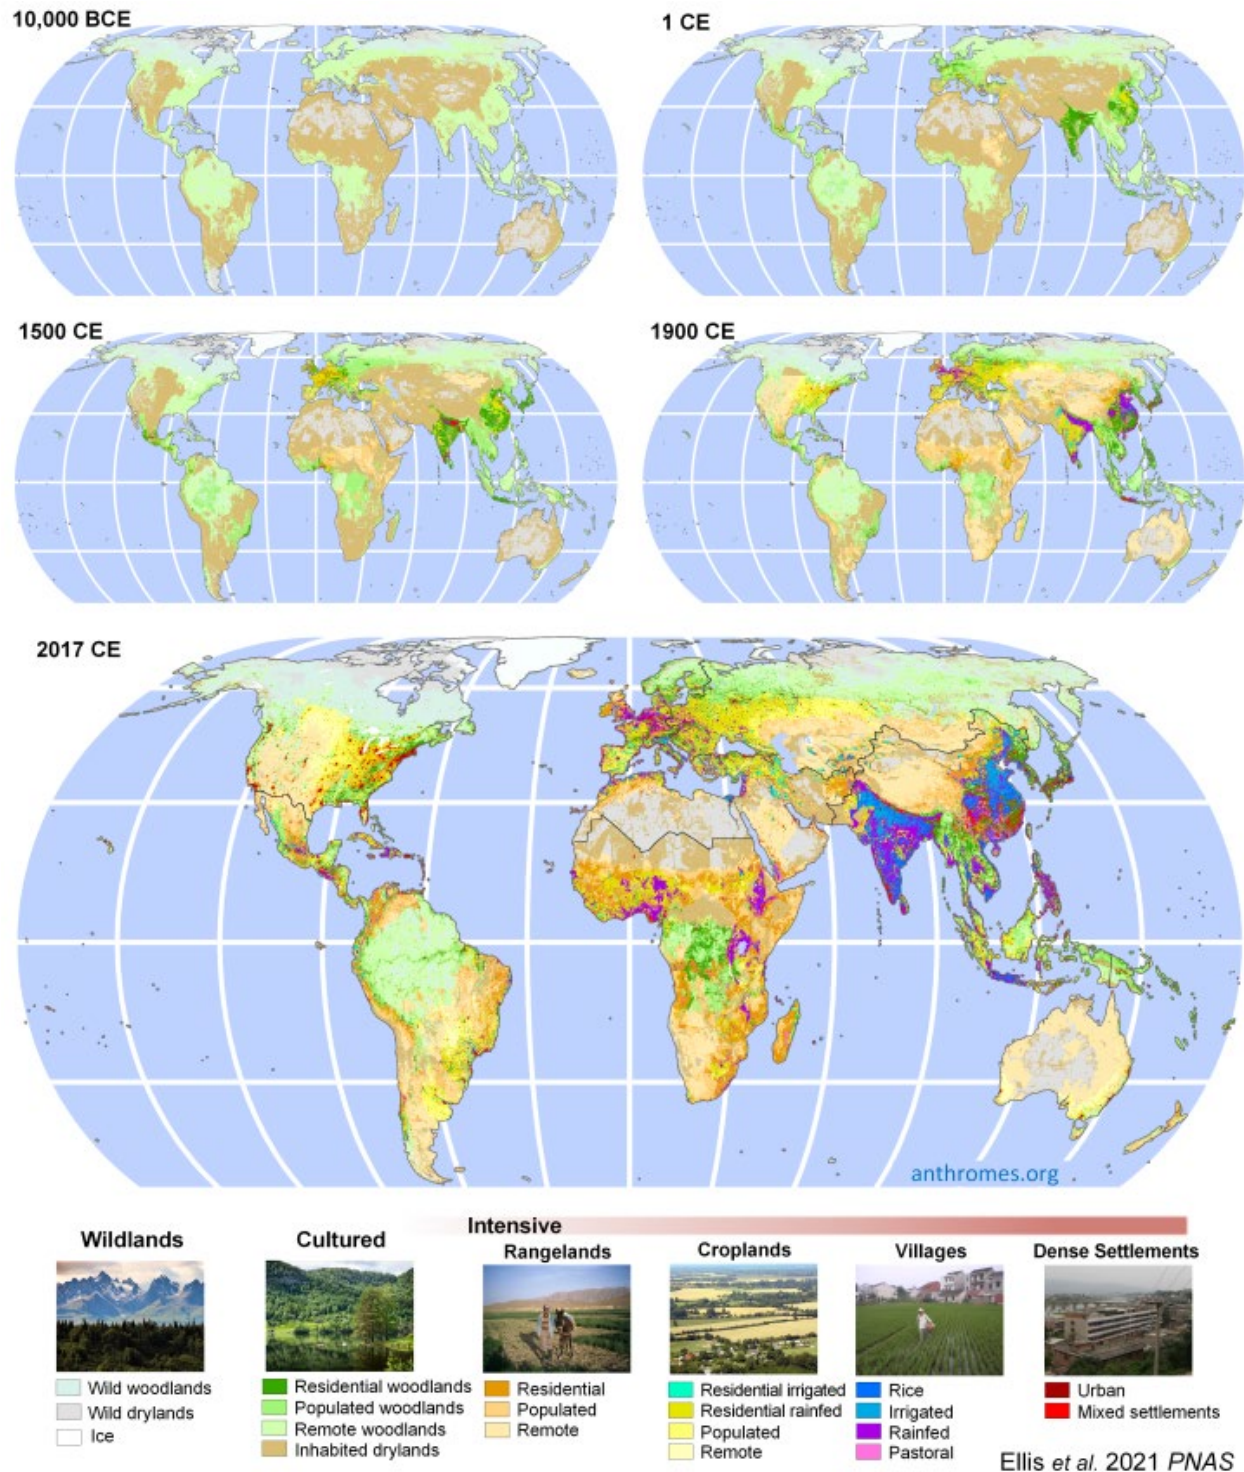 10,000 BCE
1 CE
1500 CE
1900 CE
2017 CE
anthromes.org
Intensive
Wildlands
Cultured
Rangelands
Croplands
Villages
Dense Settlements
Wild woodlands
Wild drylands
Ice
Residential woodlands
Populated woodlands
Remote woodlands
Inhabited drylands
Residential
Populated
Remote
Residential irrigated
Residential rainfed
Populated
Remote
Rice
Irrigated
Rainfed
Pastoral
Urban
Mixed settlements
Ellis et al. 2021 PNAS